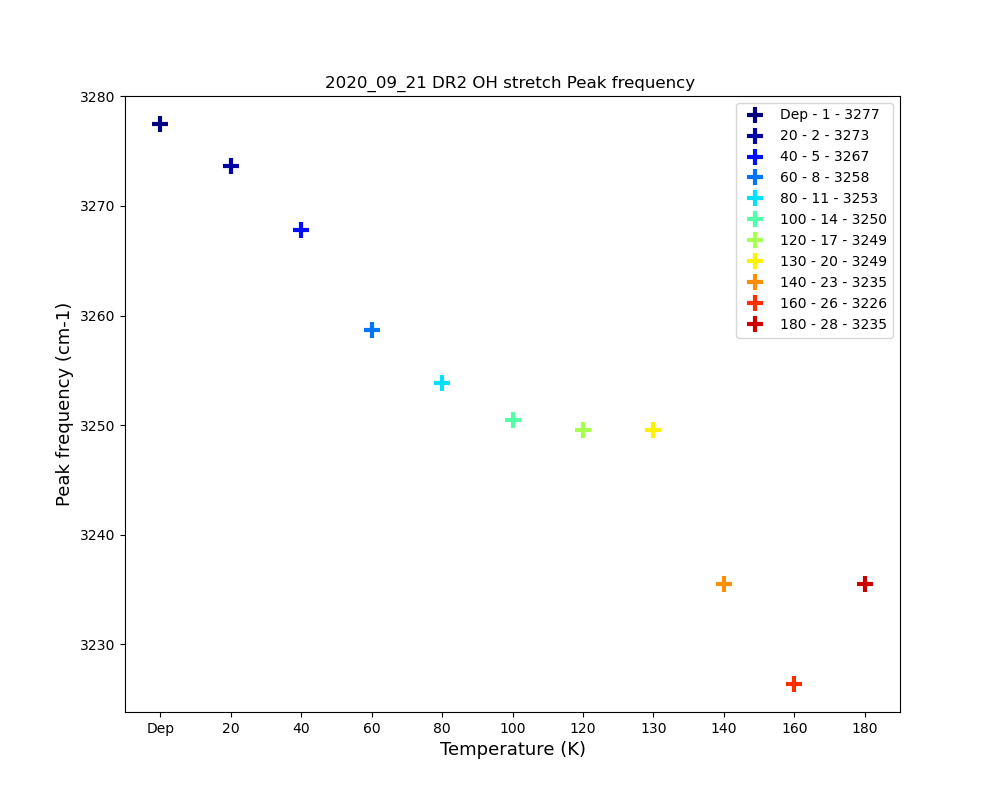 2020_09_21 DR2 OH stretch Peak frequency
3280
3270
3260
3250
3240
3230
Peak frequency (cm-1)
Dep - 1 - 3277
20 - 2 - 3273
40 - 5 - 3267
60 - 8 - 3258
80 - 11 - 3253
100 - 14 - 3250
120 - 17 - 3249
130 - 20 - 3249
140 - 23 - 3235
160 - 26 - 3226
180 - 28 - 3235
Dep 20 40 60 80 100 120 130 140 160 180
Temperature (K)